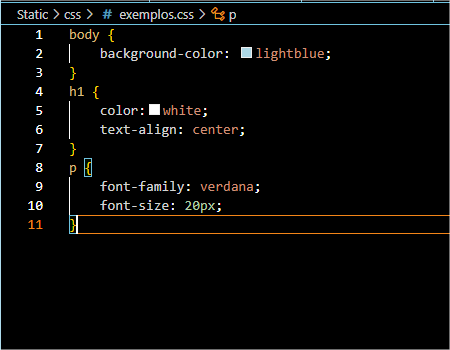 Static > css > # exemplos.css > p
1 body {
2 background-color: lightblue;
3 }
4 h1 {
5 color: white;
6 text-align: center;
7 }
8 p {
9 font-family: verdana;
10 font-size: 20px;
11 }